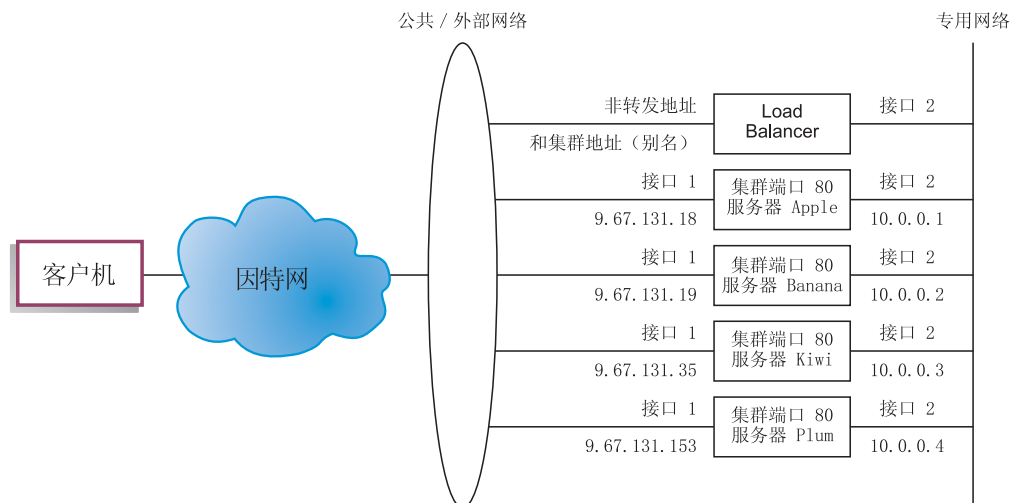 公共 / 外部网络
专用网络
非转发地址
和集群地址（别名）
Load
Balancer
接口 2
接口 1
9.67.131.18
集群端口 80
服务器 Apple
接口 2
10.0.0.1
接口 1
9.67.131.19
集群端口 80
服务器 Banana
接口 2
10.0.0.2
接口 1
9.67.131.35
集群端口 80
服务器 Kiwi
接口 2
10.0.0.3
接口 1
9.67.131.153
集群端口 80
服务器 Plum
接口 2
10.0.0.4
客户机
因特网